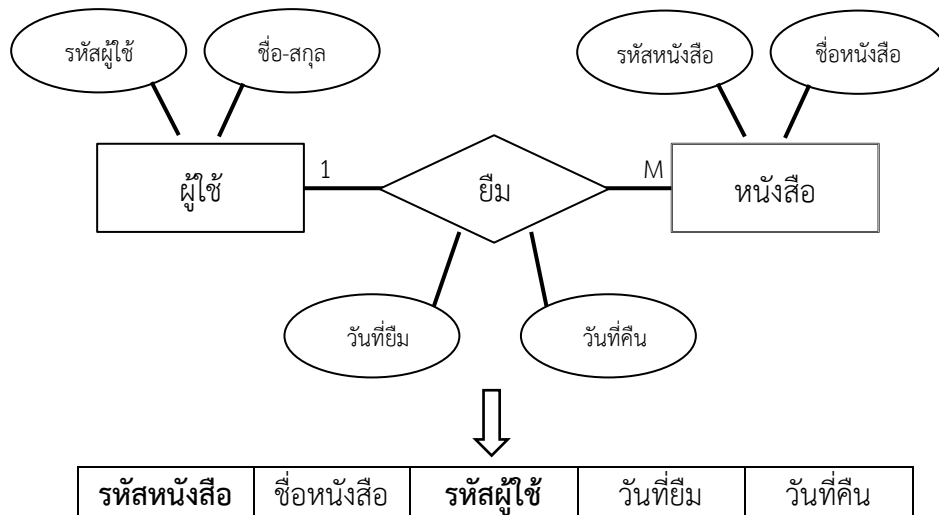 รหัสผู้ใช้ ชื่อ-สกุล รหัสหนังสือ ชื่อหนังสือ
ผู้ใช้ 1 ยืม M หนังสือ
วันที่ยืม วันที่คืน
รหัสหนังสือ ชื่อหนังสือ รหัสผู้ใช้ วันที่ยืม วันที่คืน